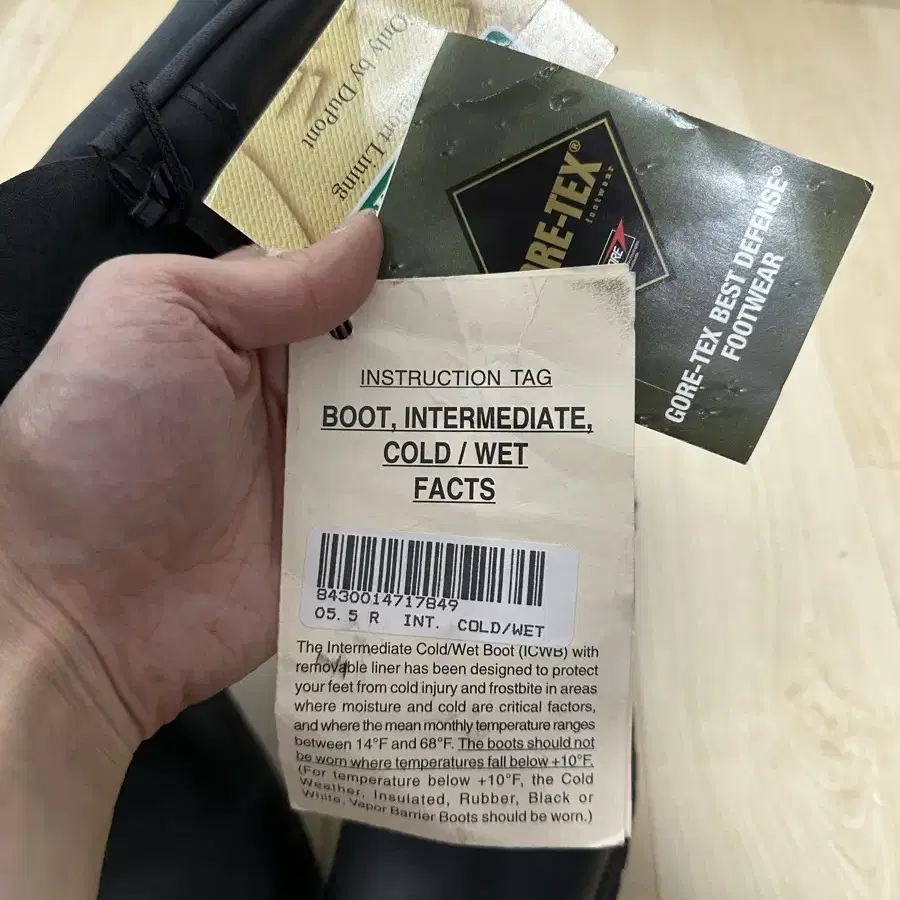 Only by DuPont
Lining
GORE-TEX®
footwear
GORE-TEX BEST DEFENSE®
FOOTWEAR
INSTRUCTION TAG
BOOT, INTERMEDIATE,
COLD / WET
FACTS
8430014717849
05.5 R INT. COLD/WET
The Intermediate Cold/Wet Boot (ICWB) with
removable liner has been designed to protect
your feet from cold injury and frostbite in areas
where moisture and cold are critical factors,
and where the mean monthly temperature ranges
between 14°F and 68°F. The boots should not
be worn where temperatures fall below +10°F.
(For temperature below +10°F, the Cold
Weather, Insulated, Rubber, Black or
White, Vapor Barrier Boots should be worn.)